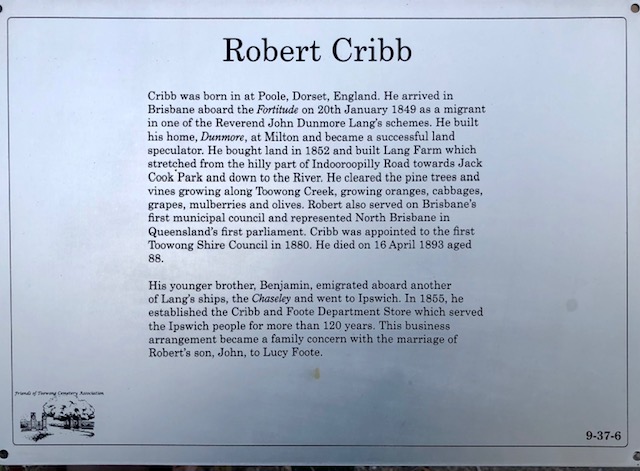 Robert Cribb
Cribb was born in at Poole, Dorset, England. He arrived in
Brisbane aboard the Fortitude on 20th January 1849 as a migrant
in one of the Reverend John Dunmore Lang's schemes. He built
his home, Dunmore, at Milton and became a successful land
speculator. He bought land in 1852 and built Lang Farm which
stretched from the hilly part of Indooroopilly Road towards Jack
Cook Park and down to the River. He cleared the pine trees and
vines growing along Toowong Creek, growing oranges, cabbages,
grapes, mulberries and olives. Robert also served on Brisbane's
first municipal council and represented North Brisbane in
Queensland's first parliament. Cribb was appointed to the first
Toowong Shire Council in 1880. He died on 16 April 1893 aged
88.
His younger brother, Benjamin, emigrated aboard another
of Lang's ships, the Chaseley and went to Ipswich. In 1855, he
established the Cribb and Foote Department Store which served
the Ipswich people for more than 120 years. This business
arrangement became a family concern with the marriage of
Robert's son, John, to Lucy Foote.
Friends of Toowong Cemetery Association
9-37-6